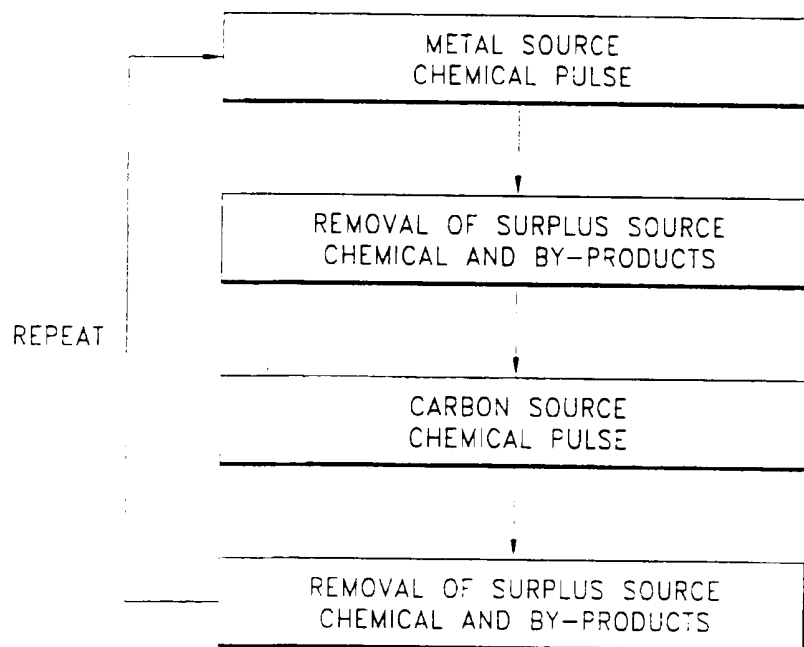 METAL SOURCE
CHEMICAL PULSE
REMOVAL OF SURPLUS SOURCE
CHEMICAL AND BY-PRODUCTS
REPEAT
CARBON SOURCE
CHEMICAL PULSE
REMOVAL OF SURPLUS SOURCE
CHEMICAL AND BY-PRODUCTS